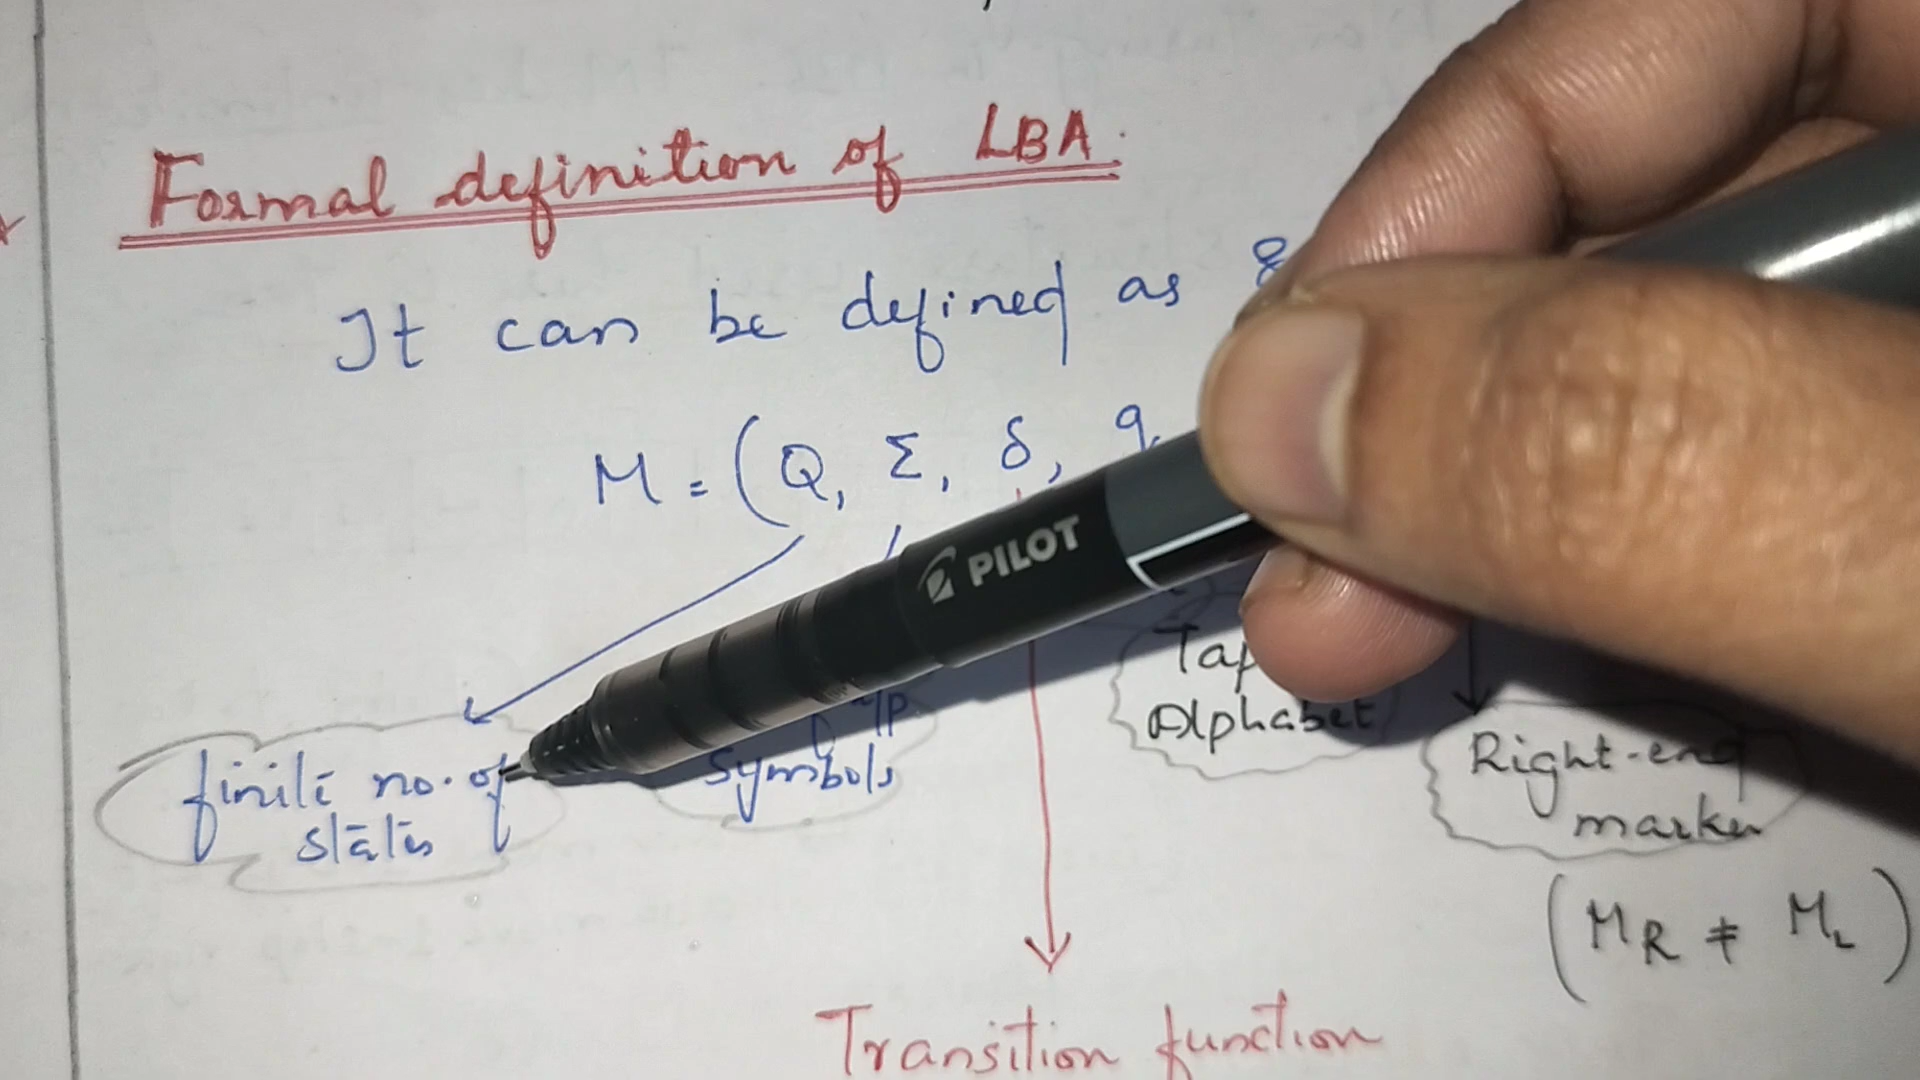 Formal definition of LBA.
It can be defined as 8
M = (Q, Σ, δ, q
PILOT
Alphabet
i/p
symbols
finite no. of
states
Right-end
marker
(MR ≠ ML)
Transition function